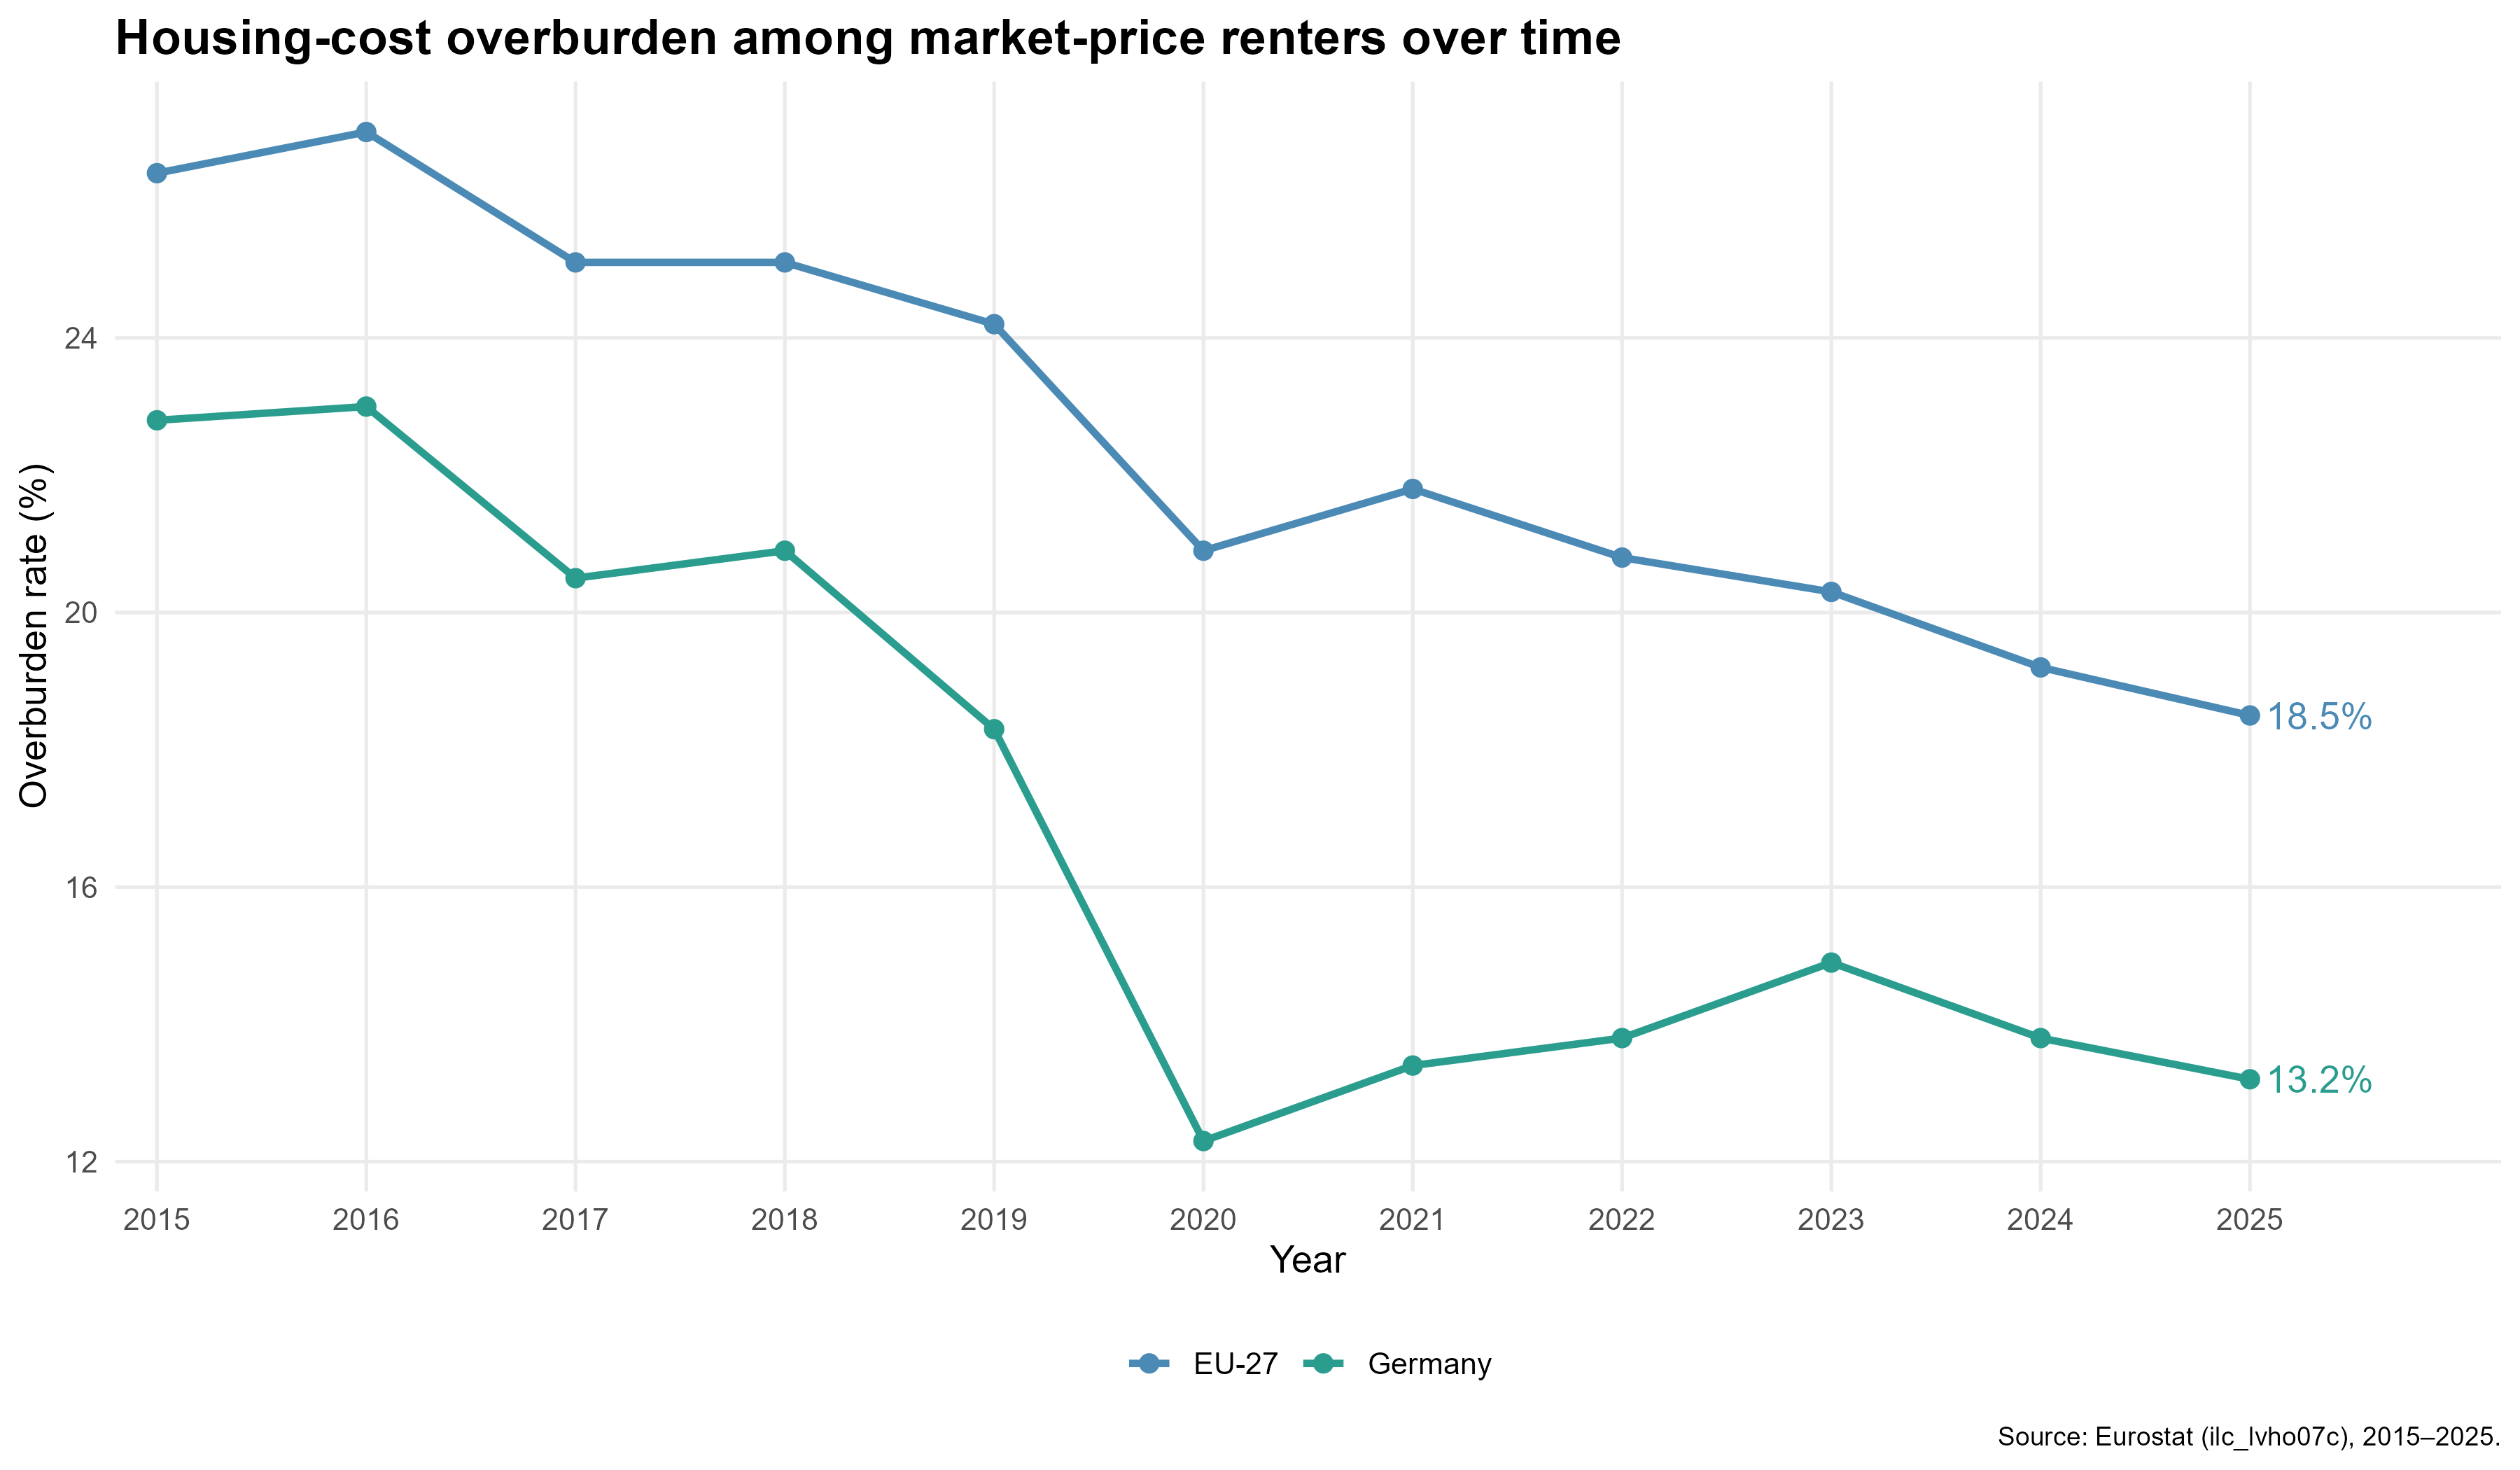 Housing-cost overburden among market-price renters over time
Overburden rate (%)
24
20
16
12
18.5%
13.2%
2015 2016 2017 2018 2019 2020 2021 2022 2023 2024 2025
Year
EU-27 Germany
Source: Eurostat (ilc_lvho07c), 2015–2025.